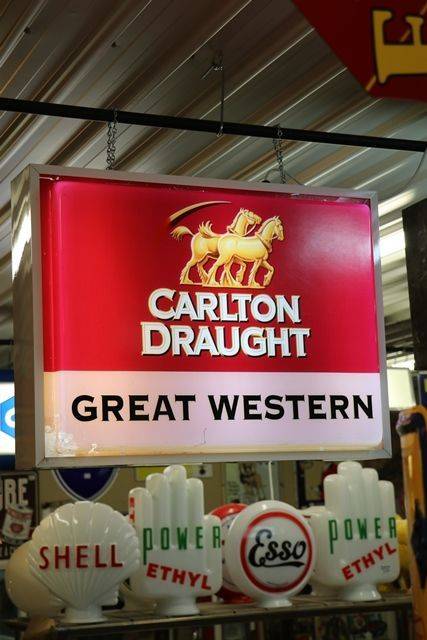 E
CARLTON
DRAUGHT
GREAT WESTERN
SHELL
POWER
ETHYL
Esso
POWER
ETHYL